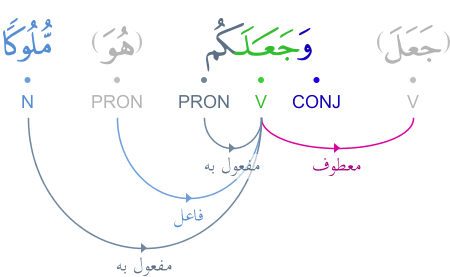 (جَعَلَ) وَجَعَلَكُم (هُوَ) مُّلُوكًا
V CONJ V PRON PRON N
معطوف مفعول به
فاعل
مفعول به